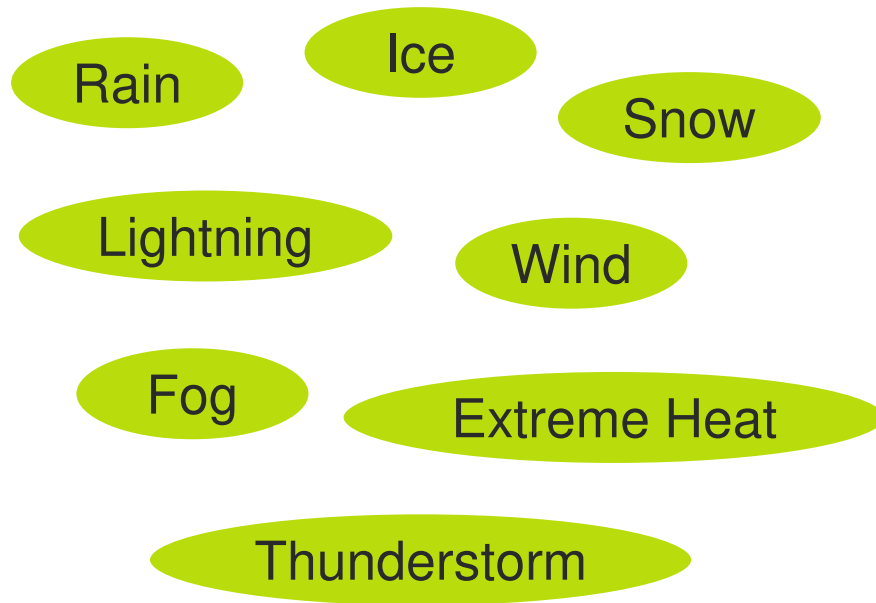 Rain
Ice
Snow
Lightning
Wind
Fog
Extreme Heat
Thunderstorm